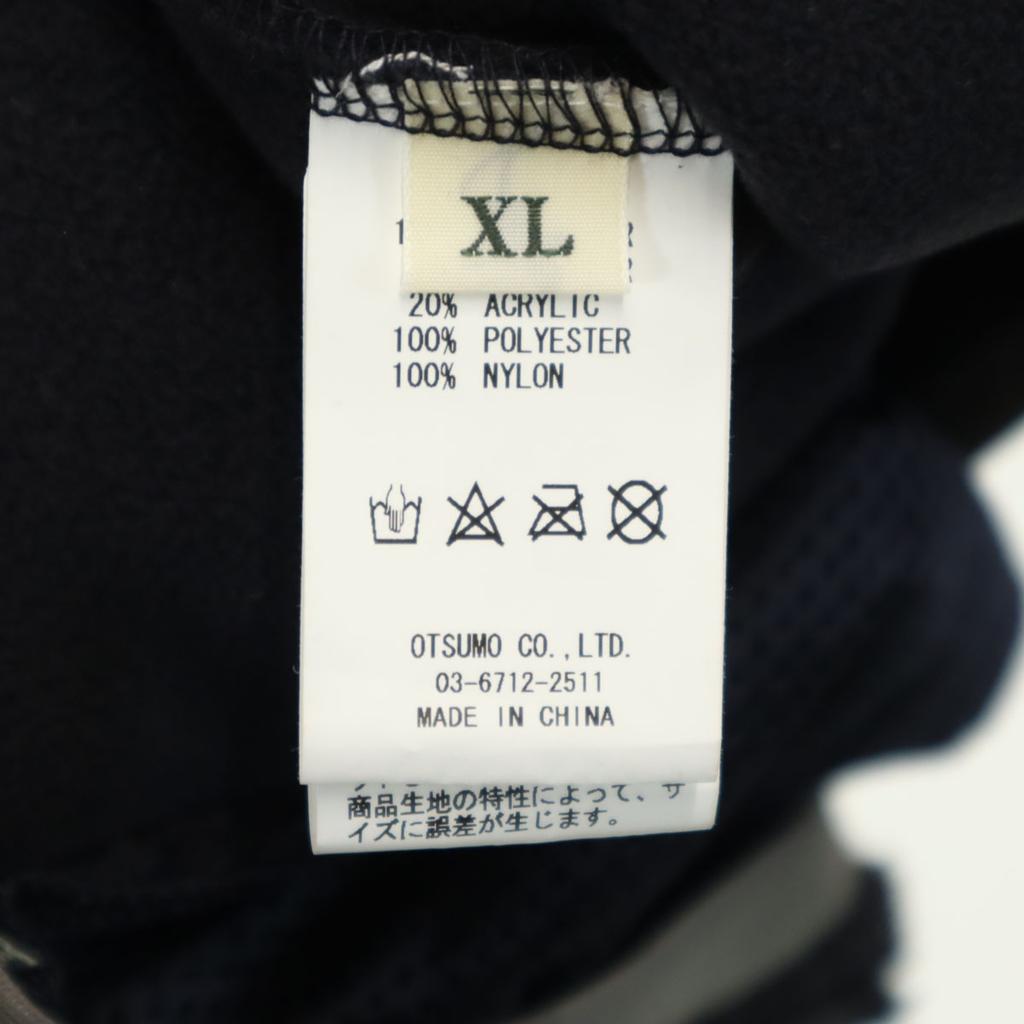 XL
20% ACRYLIC
100% POLYESTER
100% NYLON
OTSUMO CO.,LTD.
03-6712-2511
MADE IN CHINA
商品生地の特性によって、サ
イズに誤差が生じます。